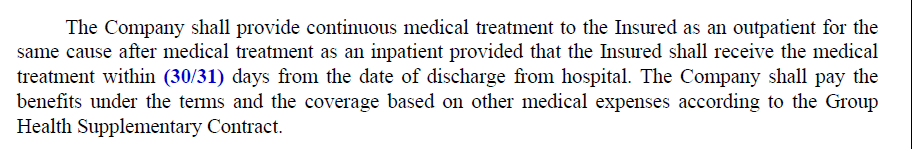 The Company shall provide continuous medical treatment to the Insured as an outpatient for the
same cause after medical treatment as an inpatient provided that the Insured shall receive the medical
treatment within (30/31) days from the date of discharge from hospital. The Company shall pay the
benefits under the terms and the coverage based on other medical expenses according to the Group
Health Supplementary Contract.